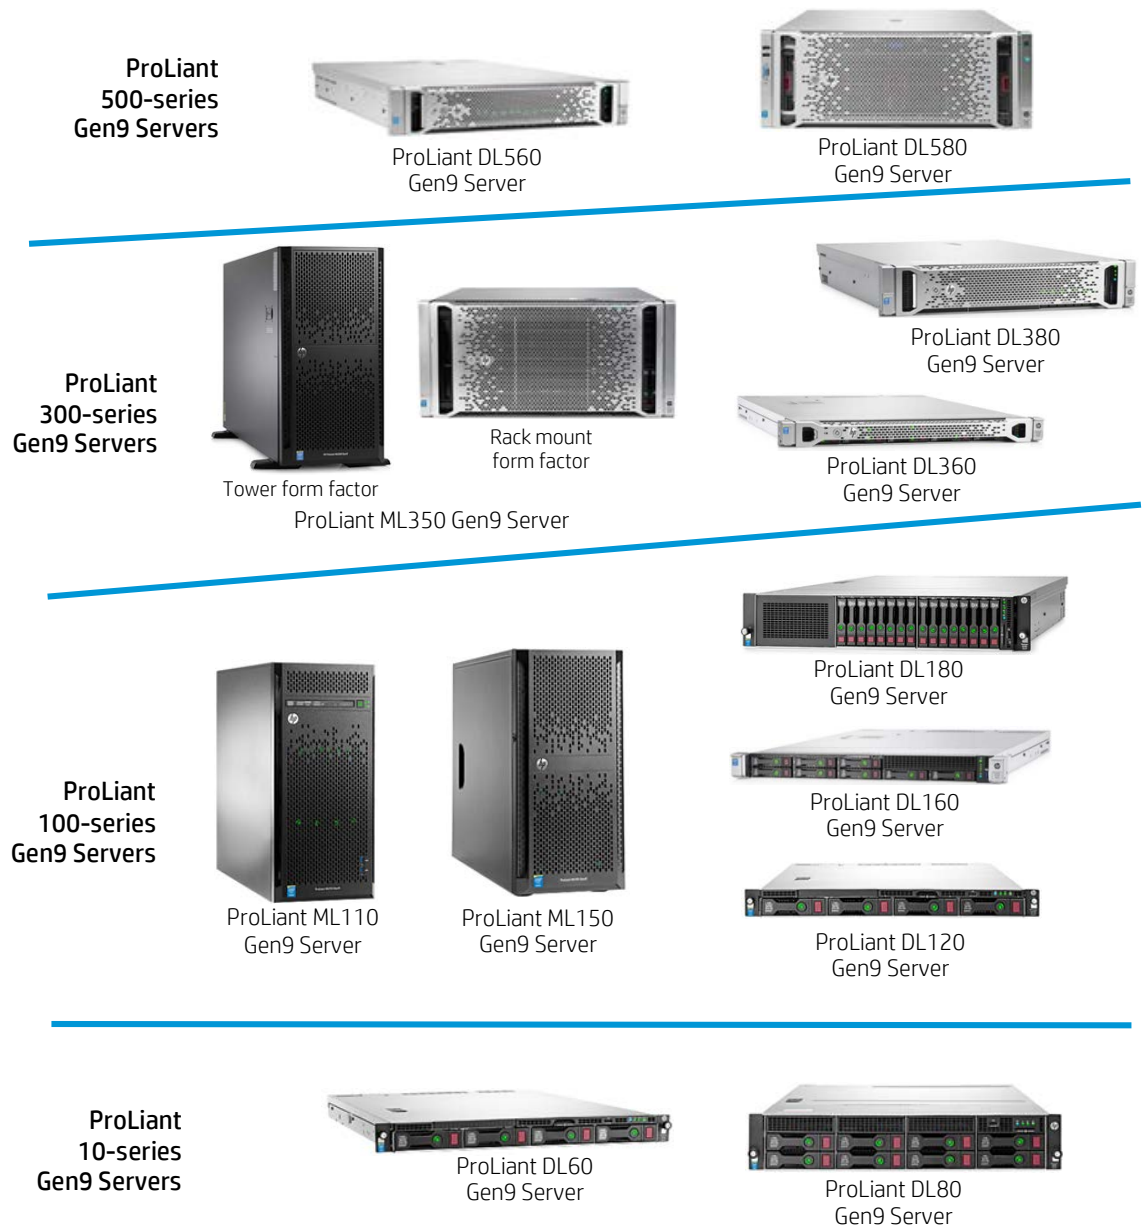 ProLiant
500-series
Gen9 Servers
ProLiant DL560
Gen9 Server
ProLiant DL580
Gen9 Server
ProLiant
300-series
Gen9 Servers
Tower form factor
Rack mount
form factor
ProLiant ML350 Gen9 Server
ProLiant DL380
Gen9 Server
ProLiant DL360
Gen9 Server
ProLiant
100-series
Gen9 Servers
ProLiant ML110
Gen9 Server
ProLiant ML150
Gen9 Server
ProLiant DL180
Gen9 Server
ProLiant DL160
Gen9 Server
ProLiant DL120
Gen9 Server
ProLiant
10-series
Gen9 Servers
ProLiant DL60
Gen9 Server
ProLiant DL80
Gen9 Server